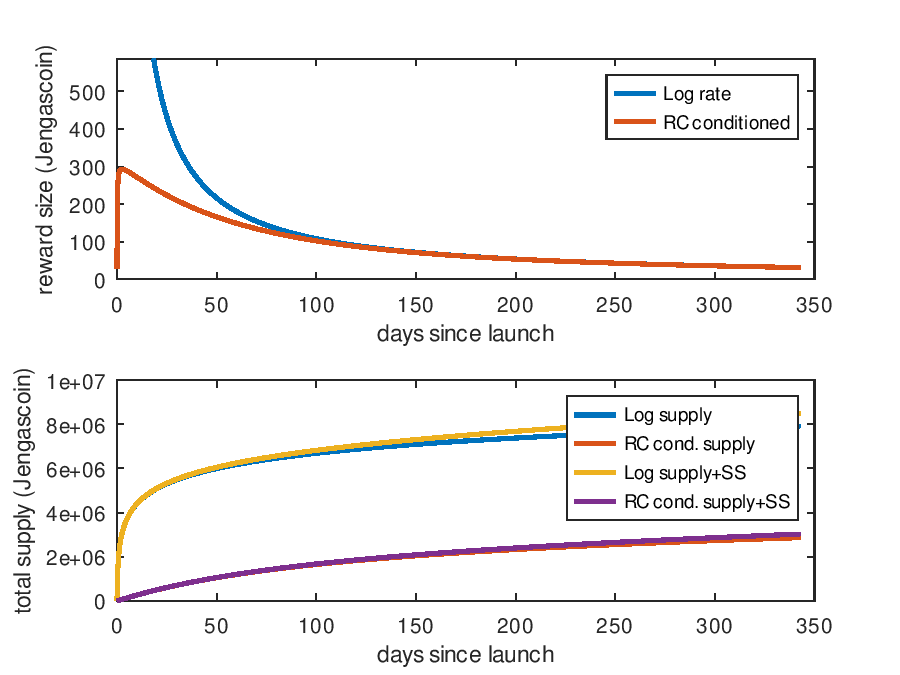 reward size (Jengascoin)
500
400
300
200
100
0
Log rate
RC conditioned
0 50 100 150 200 250 300 350
days since launch
total supply (Jengascoin)
1e+07
8e+06
6e+06
4e+06
2e+06
0
Log supply
RC cond. supply
Log supply+SS
RC cond. supply+SS
0 50 100 150 200 250 300 350
days since launch